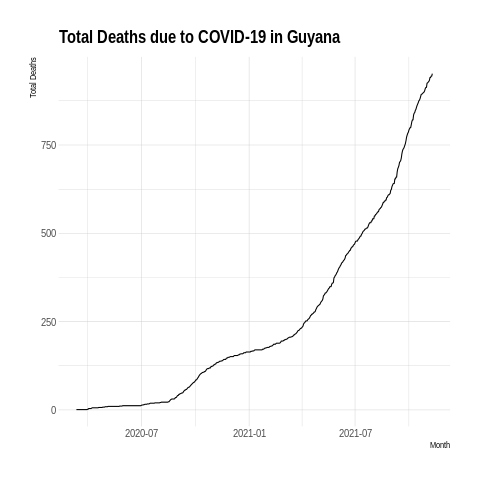 Total Deaths due to COVID-19 in Guyana
Total Deaths
750
500
250
0
2020-07
2021-01
2021-07
Month